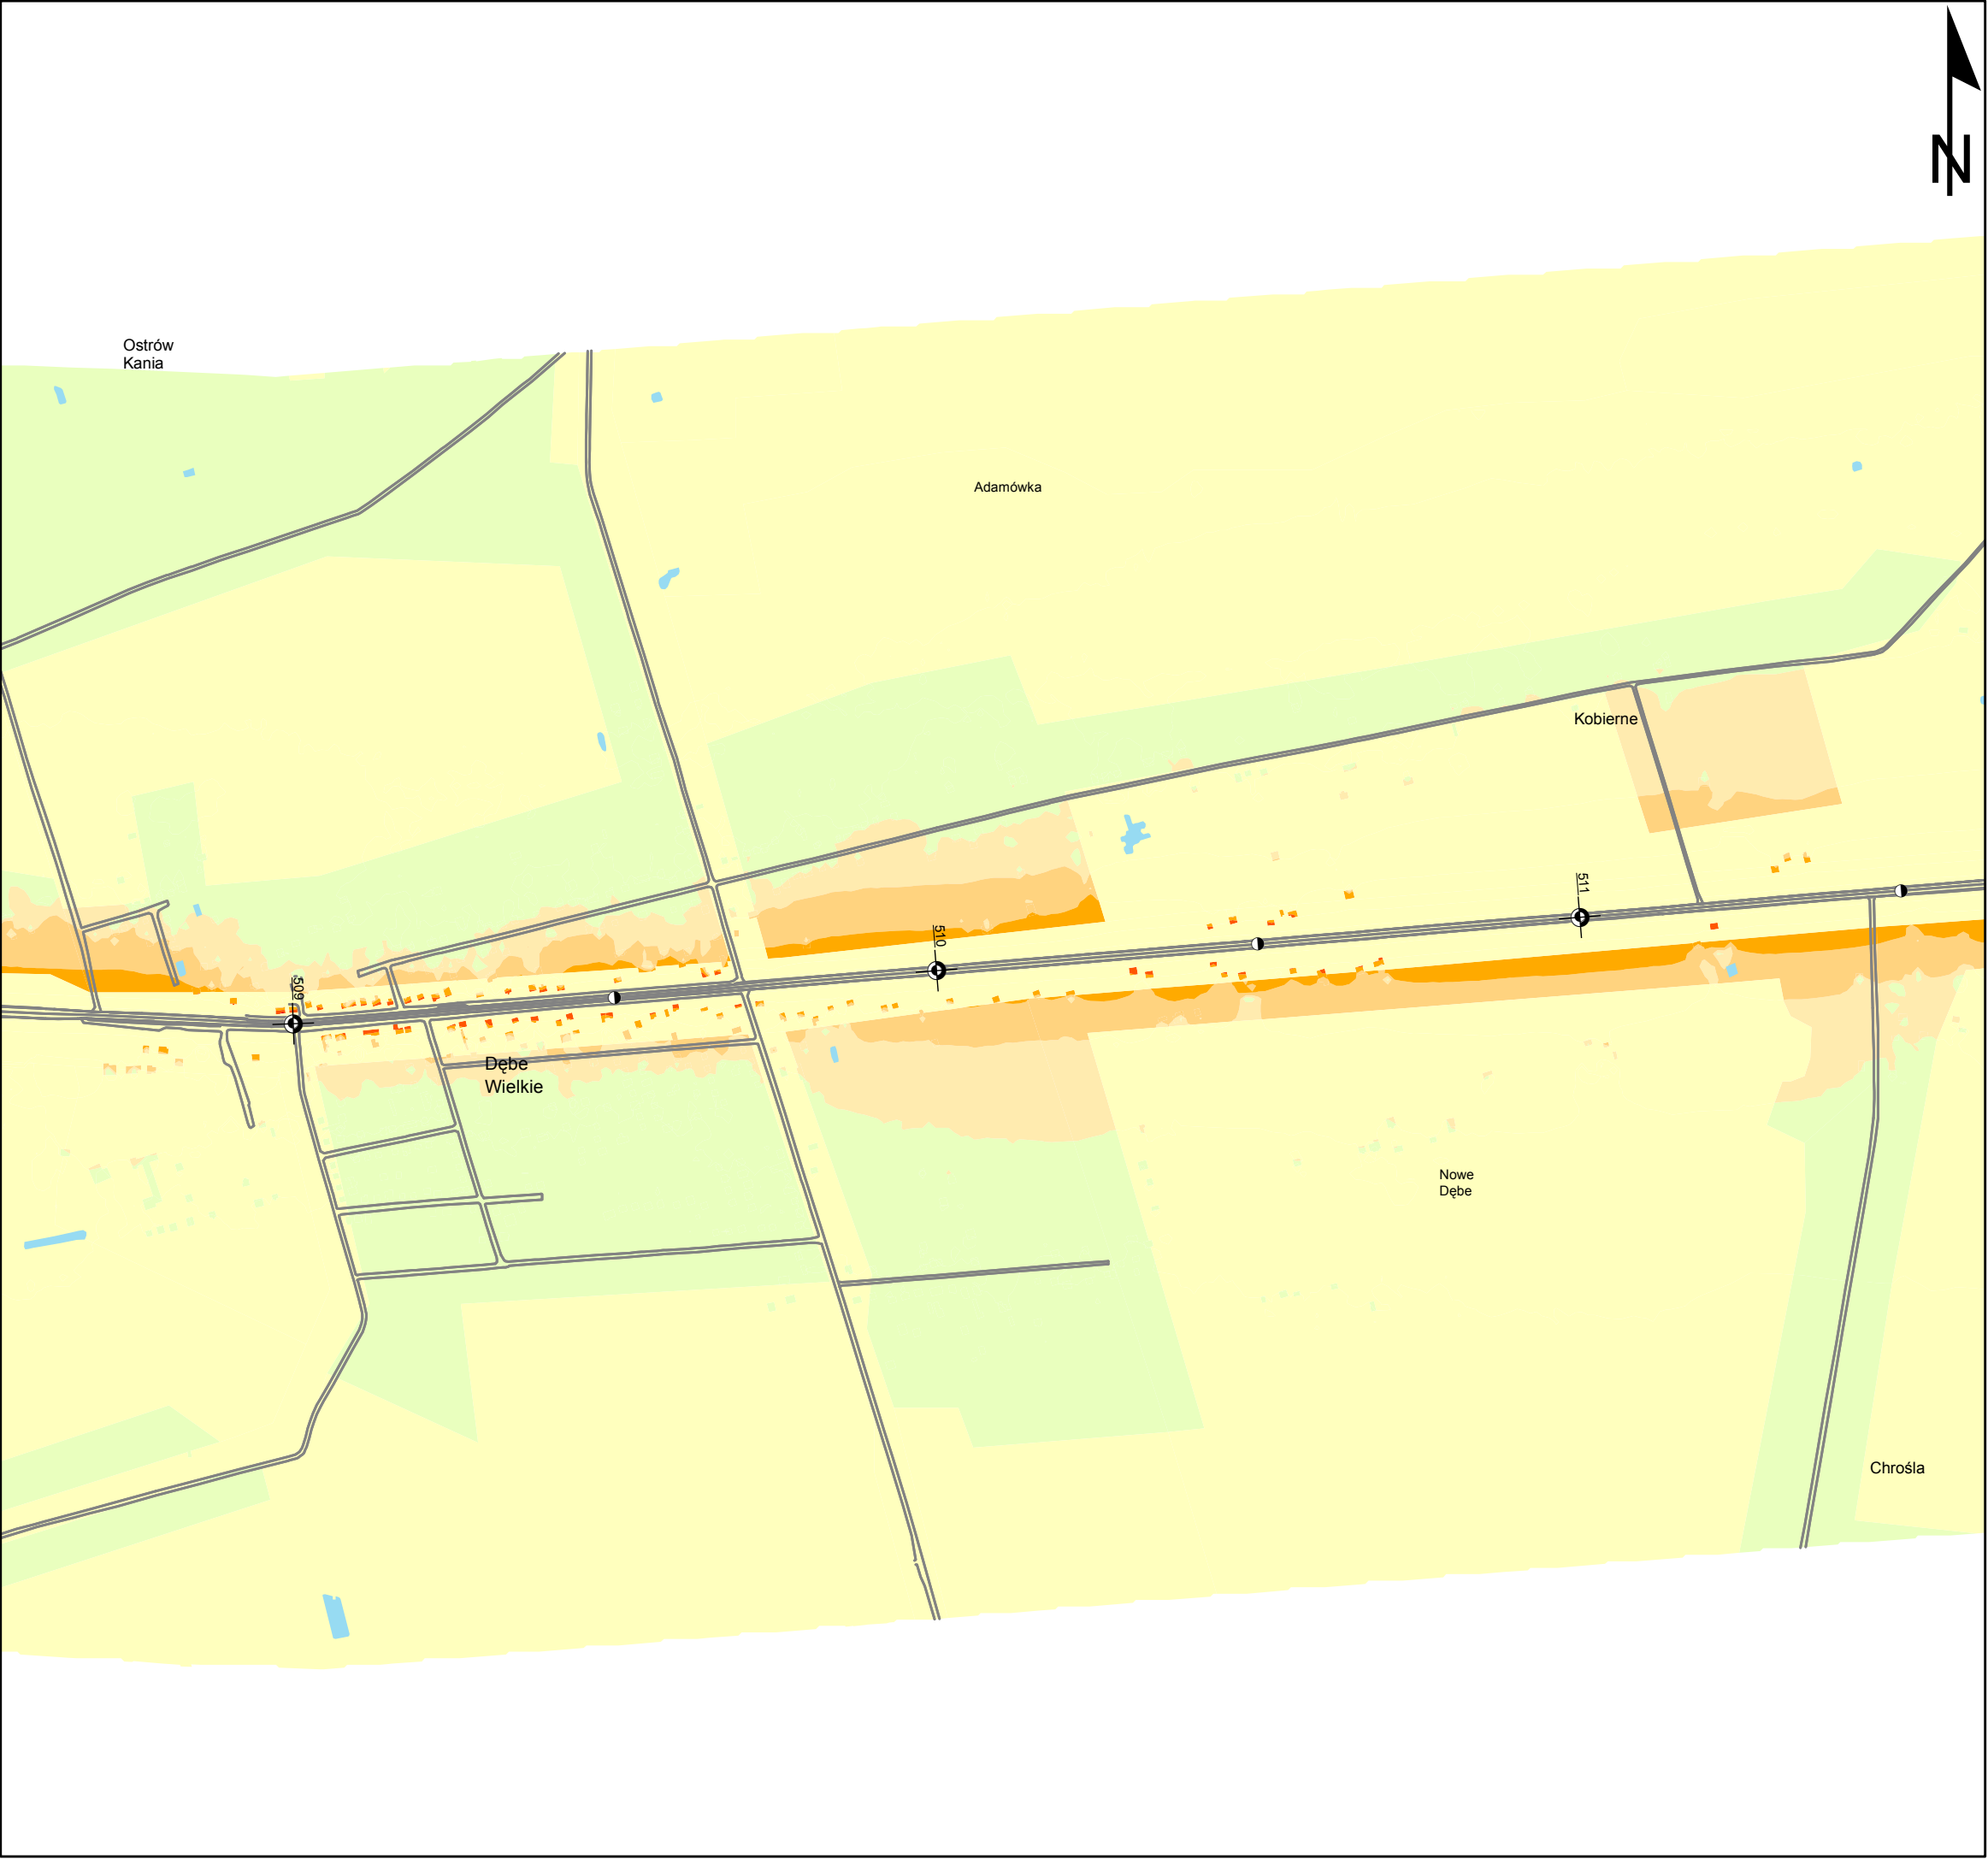 N
Ostrów
Kania
Adamówka
Kobierne
511
510
509
Dębe
Wielkie
Nowe
Dębe
Chrośla